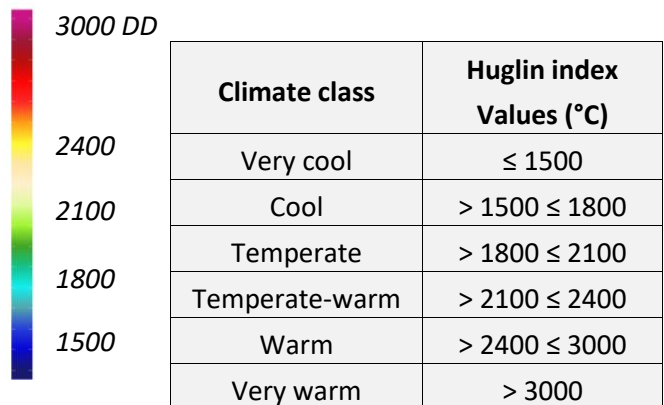 3000 DD
2400
2100
1800
1500
Climate class
Huglin index
Values (°C)
Very cool
≤ 1500
Cool
> 1500 ≤ 1800
Temperate
> 1800 ≤ 2100
Temperate-warm
> 2100 ≤ 2400
Warm
> 2400 ≤ 3000
Very warm
> 3000